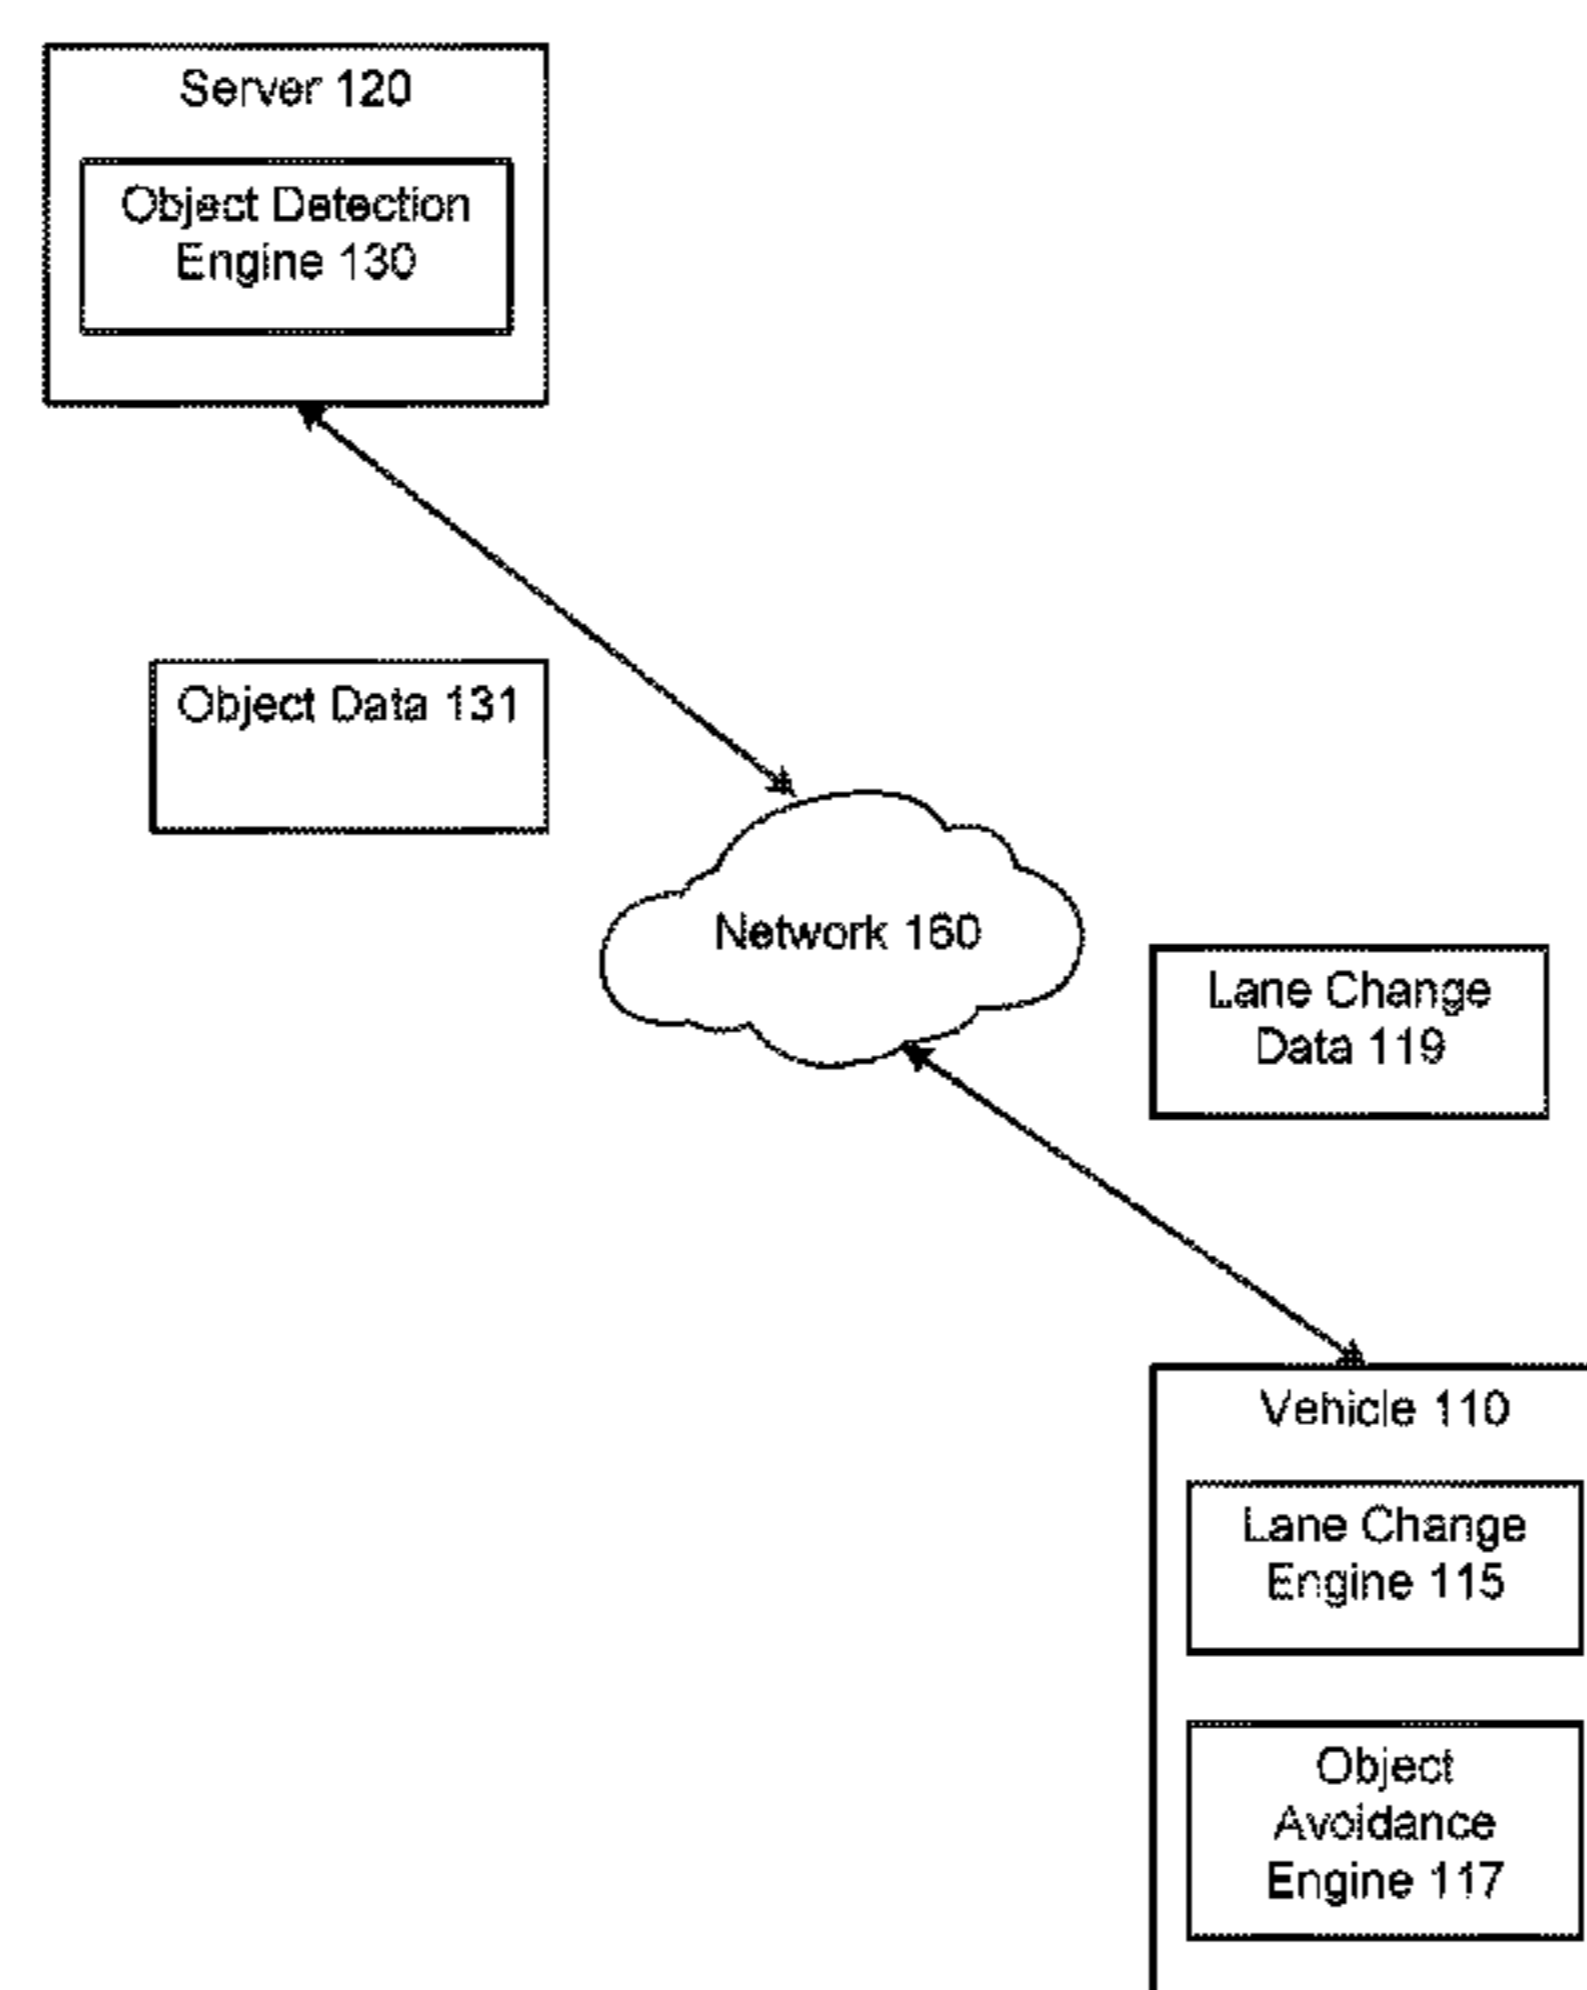 Server 120
Object Detection
Engine 130
Object Data 131
Network 160
Lane Change
Data 119
Vehicle 110
Lane Change
Engine 115
Object
Avoidance
Engine 117